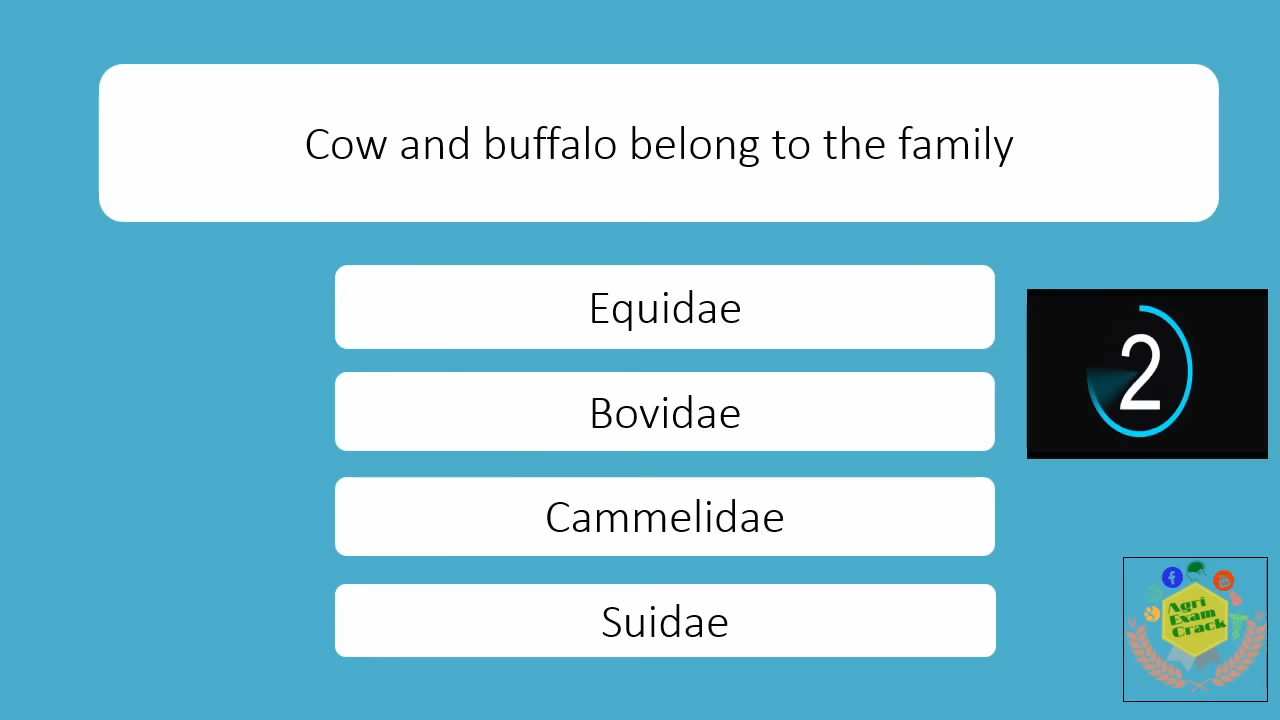 Cow and buffalo belong to the family
Equidae
Bovidae
2
Cammelidae
Suidae
Agri
Exam
Crack